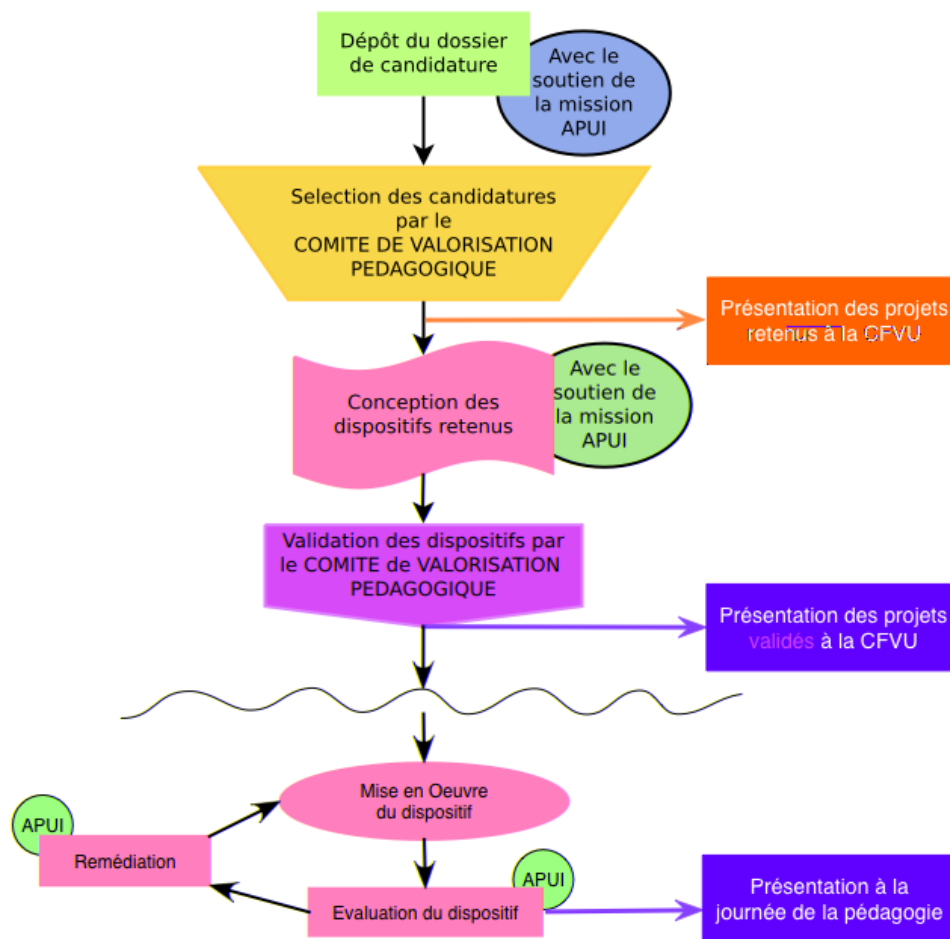 Dépôt du dossier
de candidature
Avec le
soutien de
la mission
APUI
Selection des candidatures
par le
COMITE DE VALORISATION
PEDAGOGIQUE
Présentation des projets
retenus à la CFVU
Avec le
soutien de
la mission
APUI
Conception des
dispositifs retenus
Validation des dispositifs par
le COMITE de VALORISATION
PEDAGOGIQUE
Présentation des projets
validés à la CFVU
Mise en Oeuvre
du dispositif
APUI
Remédiation
APUI
Evaluation du dispositif
Présentation à la
journée de la pédagogie